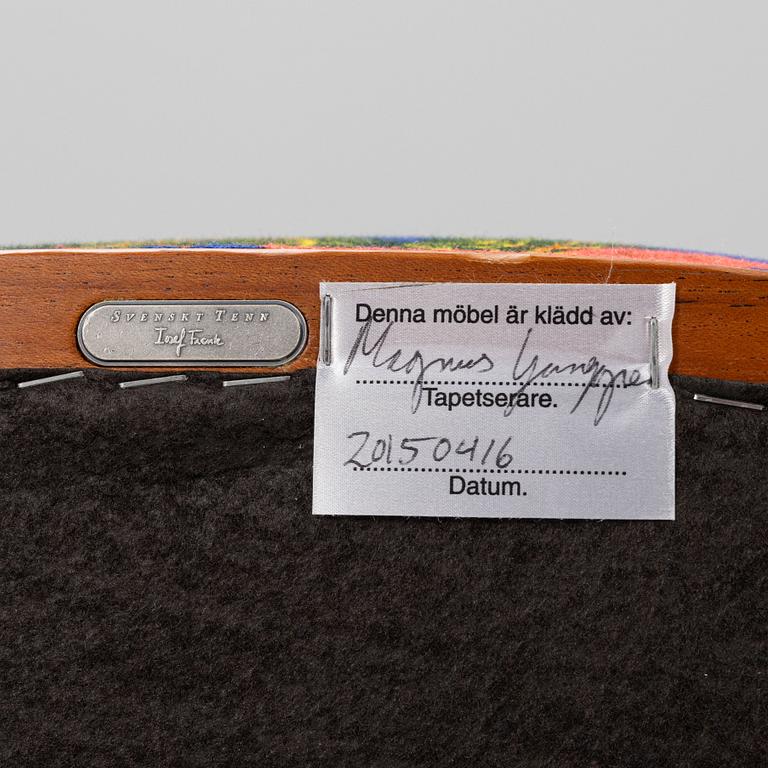 SVENSKT TENN
Josef Frank
Denna möbel är klädd av:
Magnus
Tapetserare.
20150416
Datum.